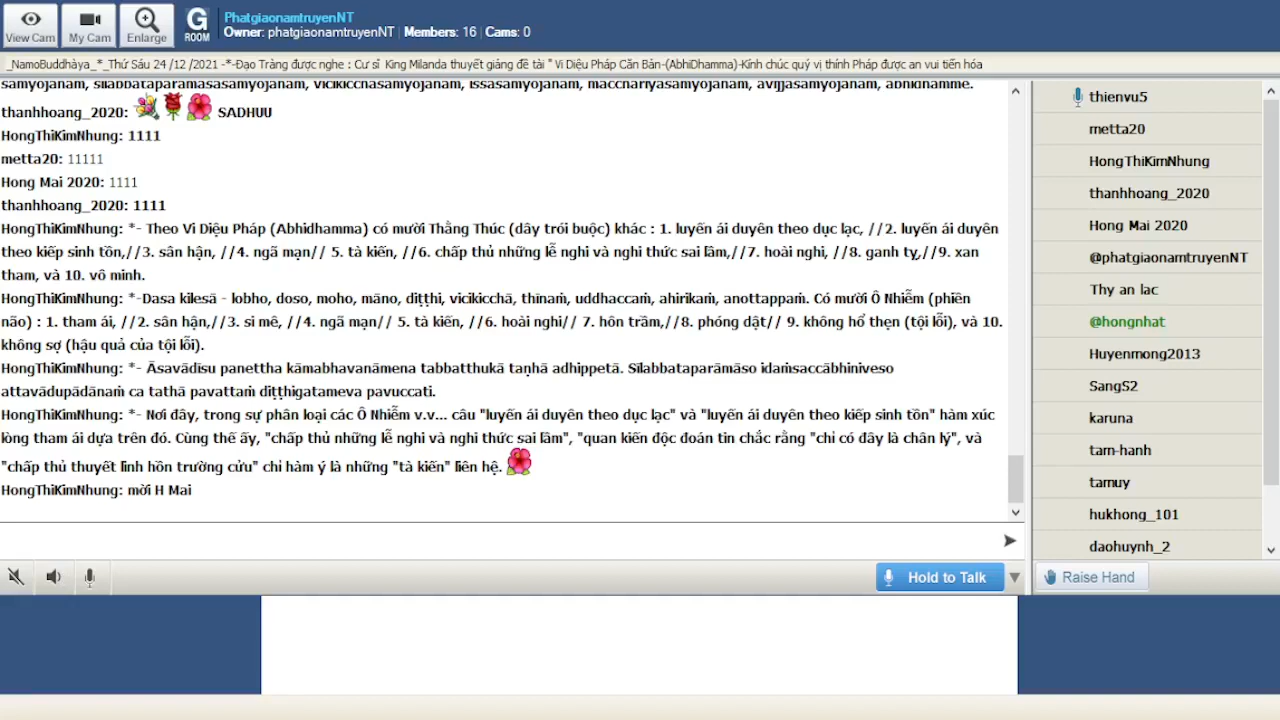 View Cam
My Cam
Enlarge
G
ROOM
PhatgiaonamtruyenNT
Owner: phatgiaonamtruyenNT | Members: 16 | Cams: 0
_NamoBuddhàya_*_Thứ Sáu 24 /12 /2021 -*-Đạo Tràng được nghe : Cư sĩ  King Milanda thuyết giảng đề tài " Vi Diệu Pháp Căn Bản-(AbhiDhamma)-Kính chúc quý vị thính Pháp được an vui tiến hóa
saṃyojanaṃ, sīlabbataparāmāsasaṃyojanaṃ, vicikicchāsaṃyojanaṃ, issāsaṃyojanaṃ, macchariyasaṃyojanaṃ, avijjāsaṃyojanaṃ, abhidhamme.
thanhhoang_2020: SADHUU
HongThiKimNhung: 1111
metta20: 11111
Hong Mai 2020: 1111
thanhhoang_2020: 1111
HongThiKimNhung: *- Theo Vi Diệu Pháp (Abhidhamma) có mười Thằng Thúc (dây trói buộc) khác : 1. luyến ái duyên theo dục lạc, //2. luyến ái duyên
theo kiếp sinh tồn,//3. sân hận, //4. ngã mạn// 5. tà kiến, //6. chấp thủ những lễ nghi và nghi thức sai lầm,//7. hoài nghi, //8. ganh tỵ,//9. xan
tham, và 10. vô minh.
HongThiKimNhung: *-Dasa kilesā - lobho, doso, moho, māno, diṭṭhi, vicikicchā, thīnaṁ, uddhaccaṁ, ahirikaṁ, anottappaṁ. Có mười Ô Nhiễm (phiền
não) : 1. tham ái, //2. sân hận,//3. si mê, //4. ngã mạn// 5. tà kiến, //6. hoài nghi// 7. hôn trầm,//8. phóng dật// 9. không hổ thẹn (tội lỗi), và 10.
không sợ (hậu quả của tội lỗi).
HongThiKimNhung: *- Āsavādīsu panettha kāmabhavanāmena tabbatthukā taṇhā adhippetā. Sīlabbataparāmāso idaṁsaccābhiniveso
attavādupādānaṁ ca tathā pavattaṁ diṭṭhigatameva pavuccati.
HongThiKimNhung: *- Nơi đây, trong sự phân loại các Ô Nhiễm v.v... câu "luyến ái duyên theo dục lạc" và "luyến ái duyên theo kiếp sinh tồn" hàm xúc
lòng tham ái dựa trên đó. Cùng thế ấy, "chấp thủ những lễ nghi và nghi thức sai lầm", "quan kiến độc đoán tin chắc rằng "chỉ có đây là chân lý", và
"chấp thủ thuyết linh hồn trường cửu" chỉ hàm ý là những "tà kiến" liên hệ.
HongThiKimNhung: mời H Mai
Hold to Talk
thienvu5
metta20
HongThiKimNhung
thanhhoang_2020
Hong Mai 2020
@phatgiaonamtruyenNT
Thy an lac
@hongnhat
Huyenmong2013
SangS2
karuna
tam-hanh
tamuy
hukhong_101
daohuynh_2
Raise Hand